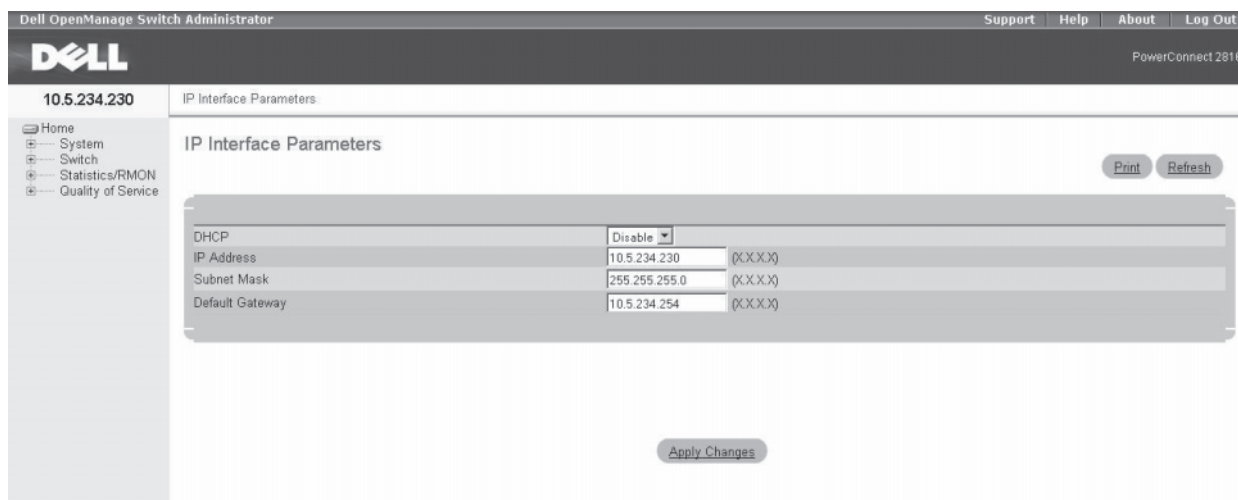 Dell OpenManage Switch Administrator Support Help About Log Out
DELL
PowerConnect 2816
10.5.234.230
IP Interface Parameters
Home
System
Switch
Statistics/RMON
Quality of Service
IP Interface Parameters
Print Refresh
DHCP Disable
IP Address 10.5.234.230 (X.X.X.X)
Subnet Mask 255.255.255.0 (X.X.X.X)
Default Gateway 10.5.234.254 (X.X.X.X)
Apply Changes